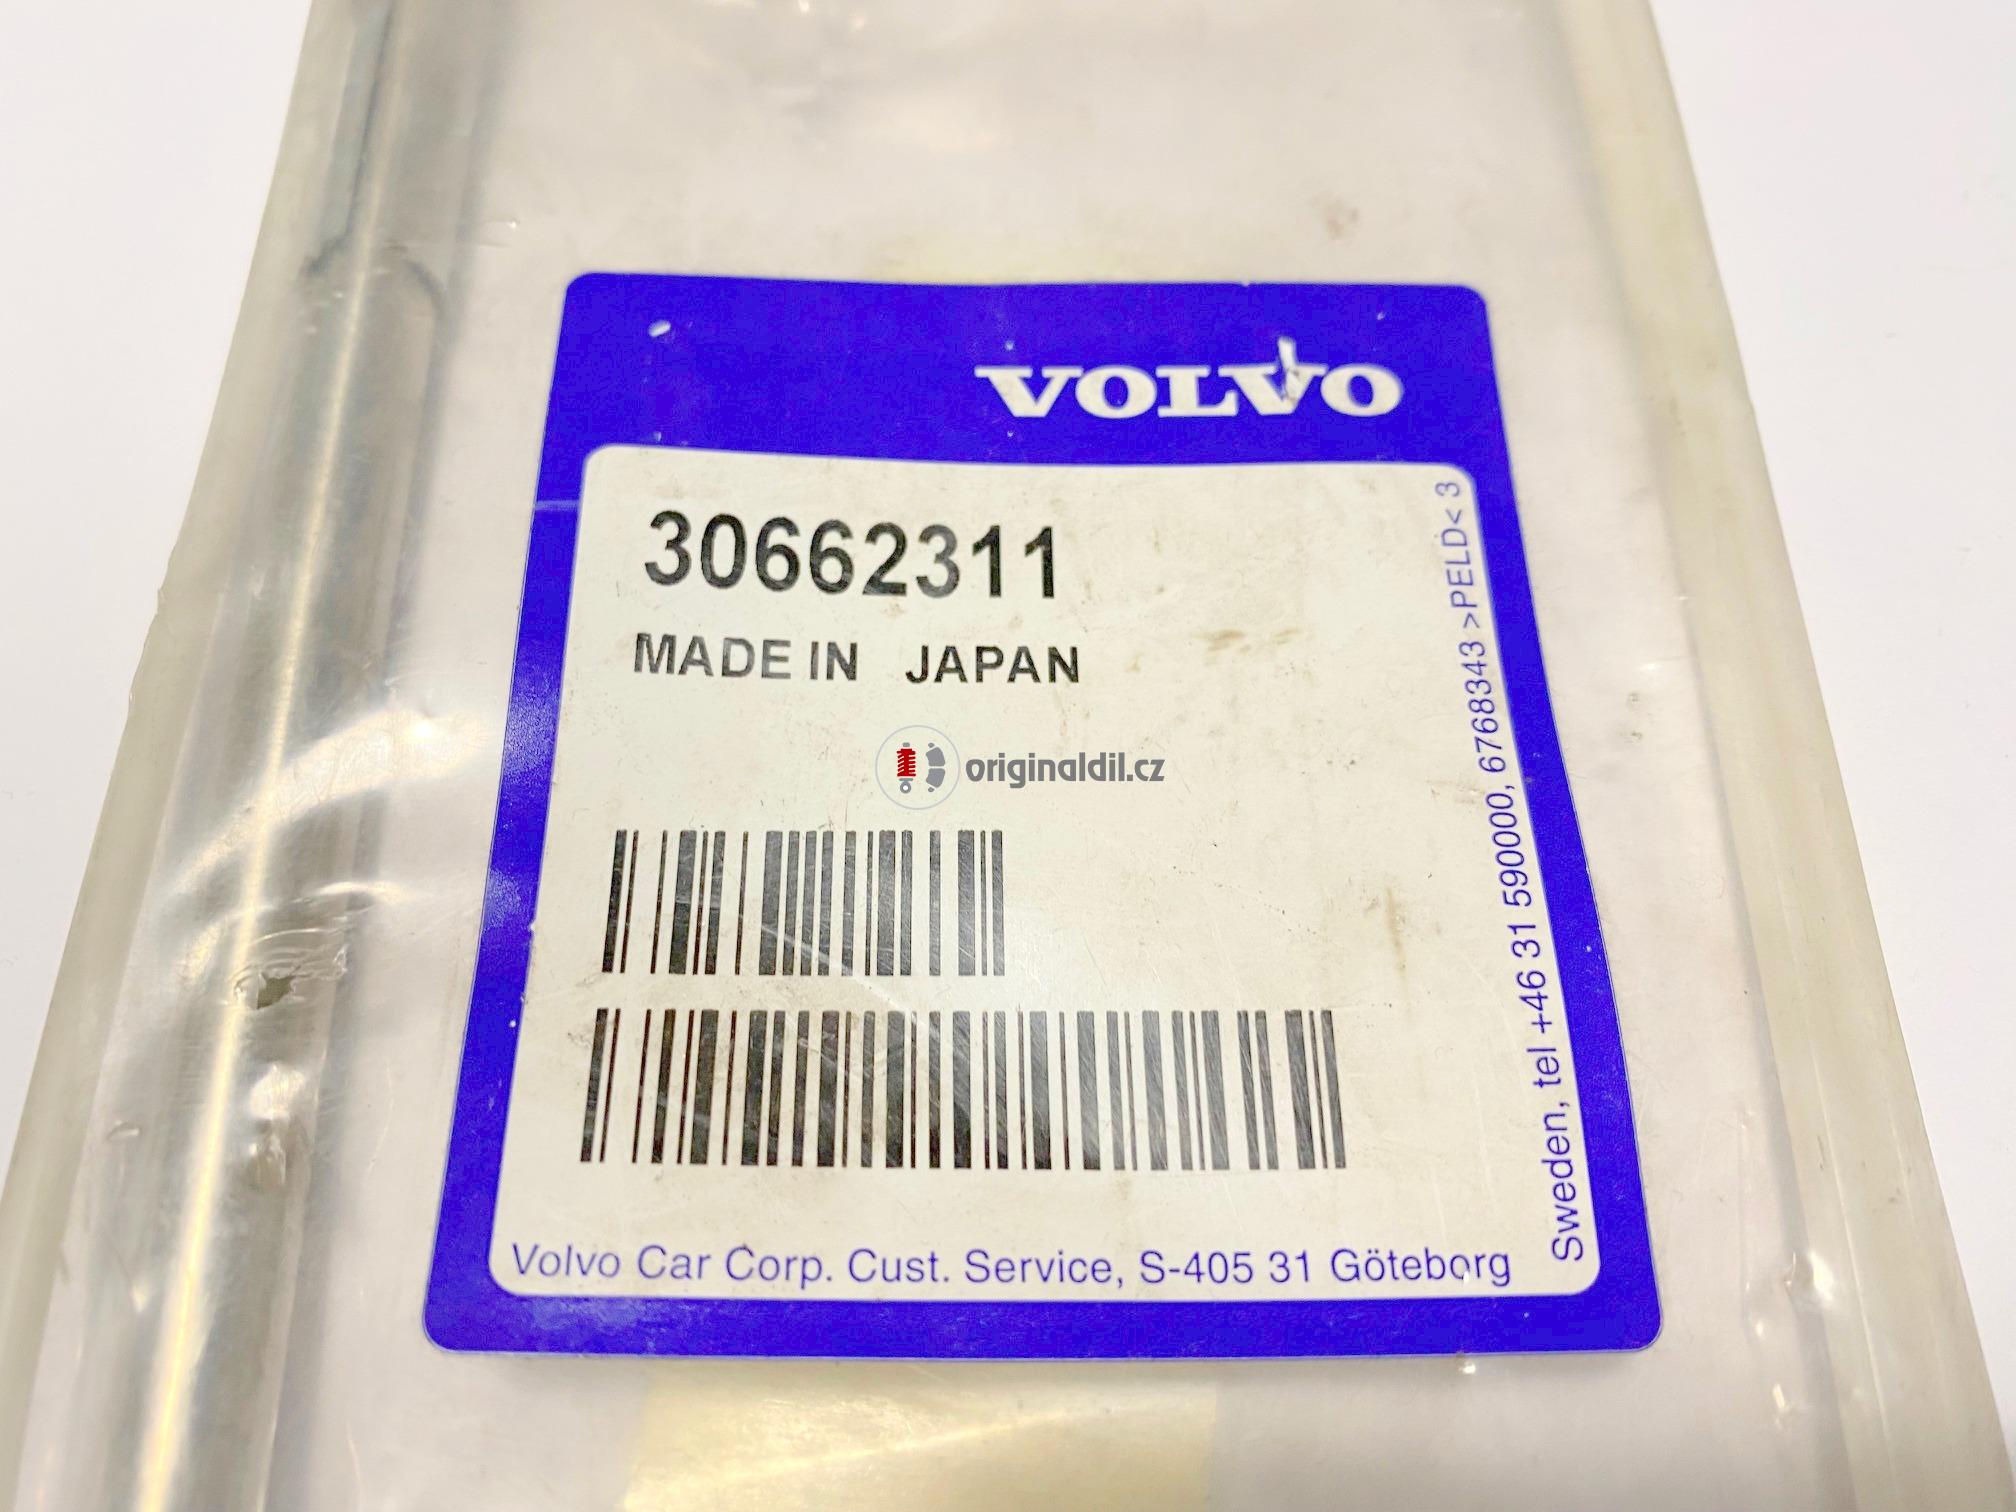 VOLVO
30662311
MADE IN JAPAN
originaldil.cz
Volvo Car Corp. Cust. Service, S-405 31 Göteborg
Sweden, tel +46 31 590000, 6768343 >PELD< 3